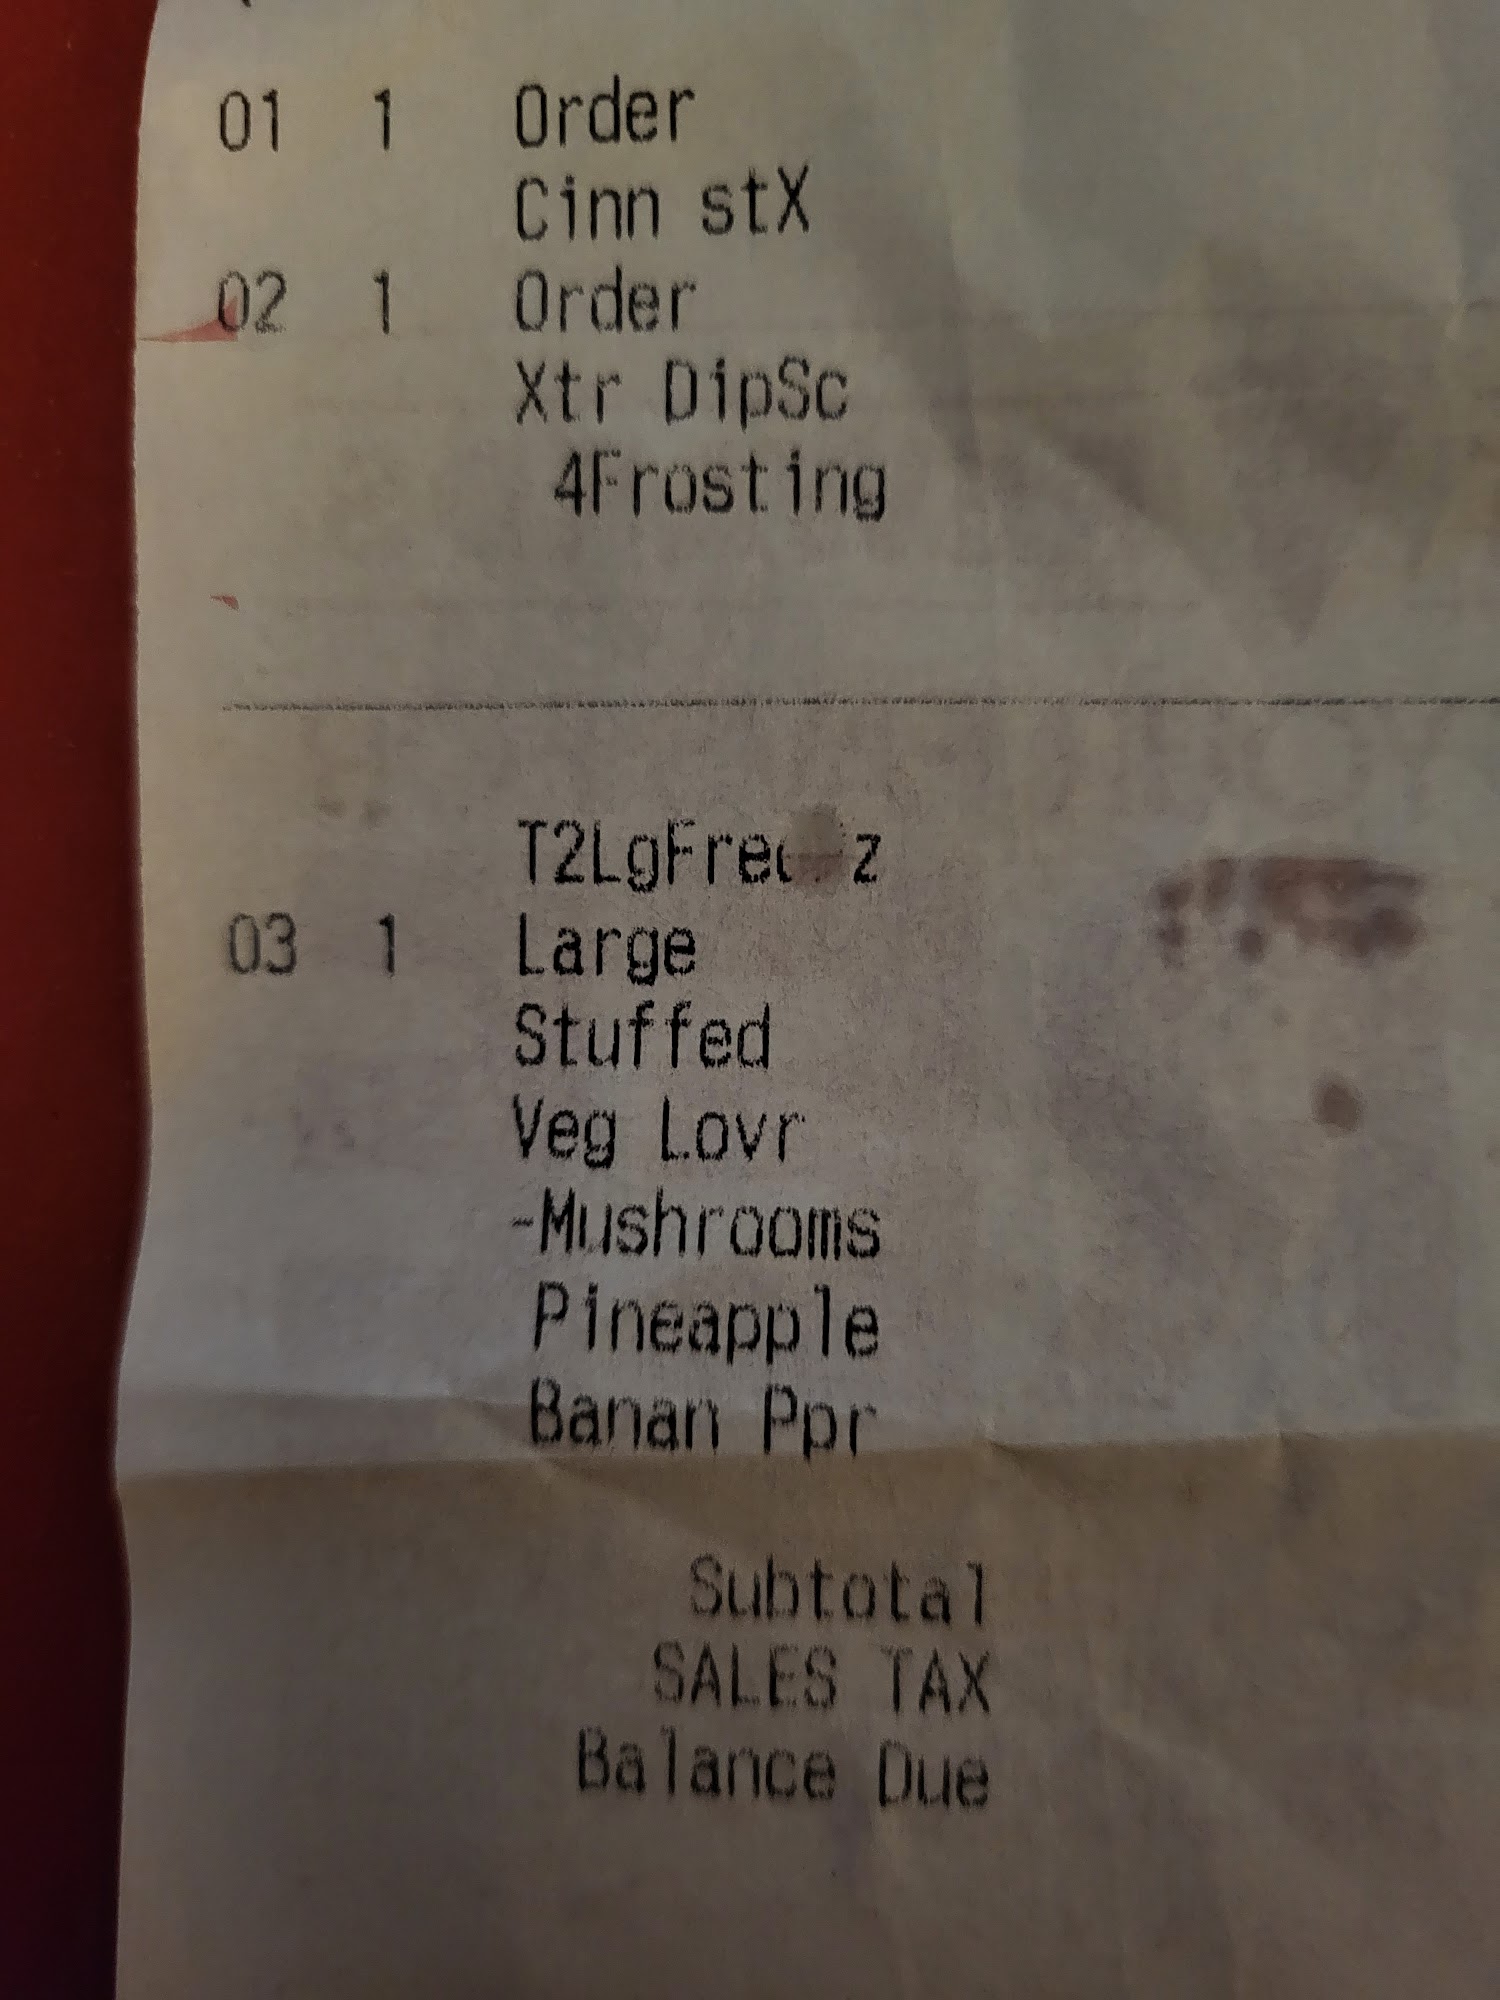 01 1 Order
Cinn stX
02 1 Order
Xtr DipSc
4Frosting
03 1 Large
Stuffed
Veg Lovr
-Mushrooms
Pineapple
Banan Ppr
Subtotal
SALES TAX
Balance Due